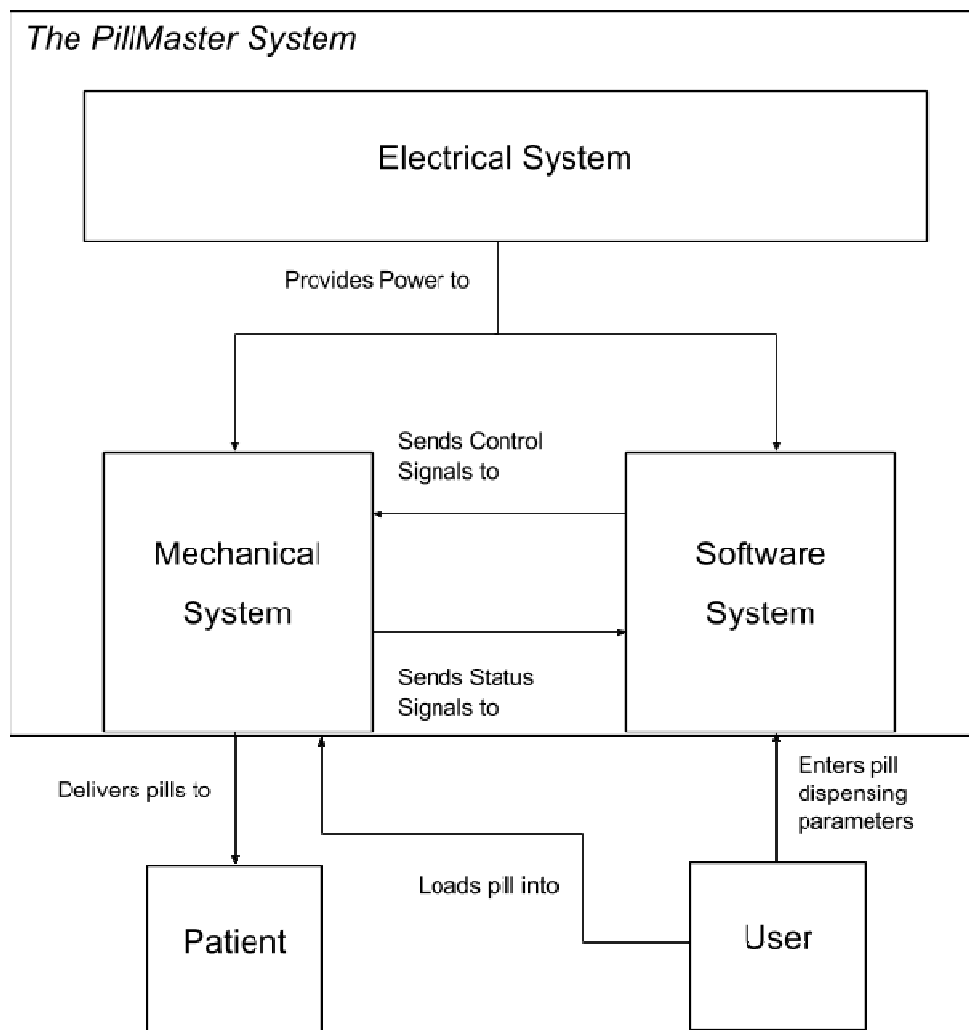 The PillMaster System
Electrical System
Provides Power to
Sends Control
Signals to
Mechanical
System
Software
System
Sends Status
Signals to
Delivers pills to
Enters pill
dispensing
parameters
Loads pill into
Patient
User